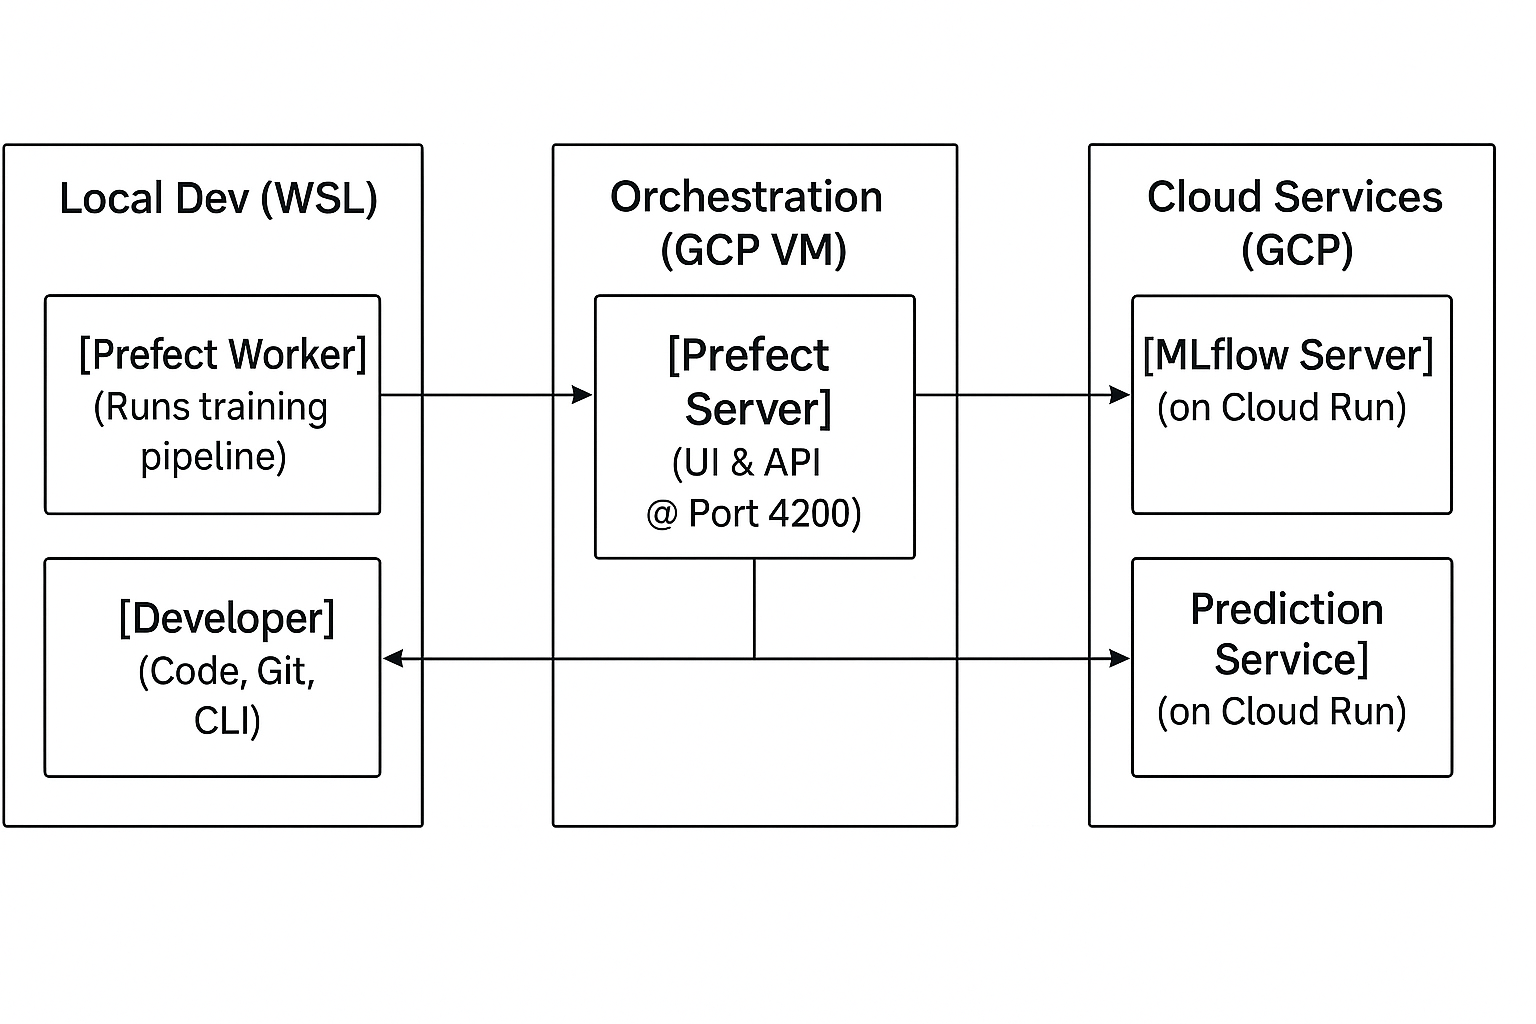 Local Dev (WSL)
[Prefect Worker]
(Runs training
pipeline)
[Developer]
(Code, Git,
CLI)
Orchestration
(GCP VM)
[Prefect
Server]
(UI & API
@ Port 4200)
Cloud Services
(GCP)
[MLflow Server]
(on Cloud Run)
Prediction
Service]
(on Cloud Run)